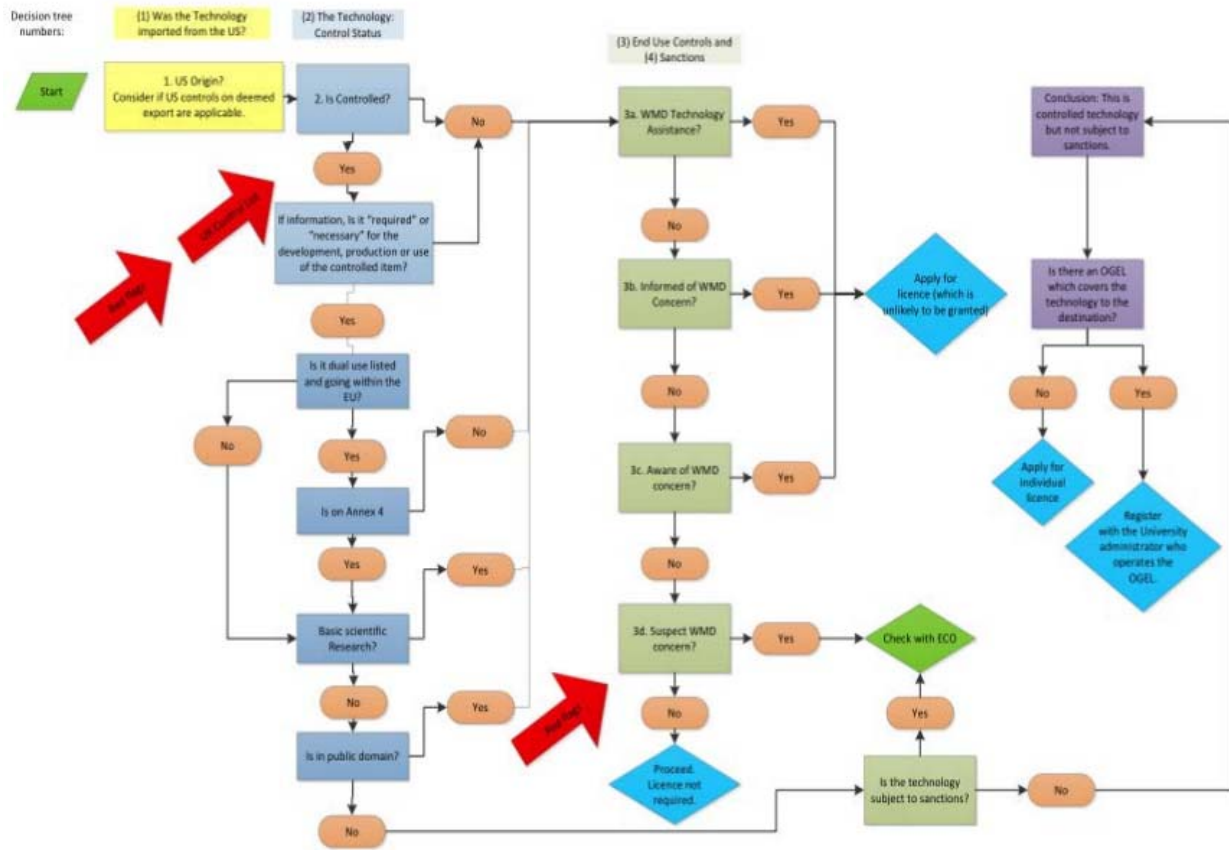 Decision tree
numbers:
(1) Was the Technology
imported from the US?
(2) The Technology:
Control Status
(3) End Use Controls and
(4) Sanctions
Start
1. US Origin?
Consider if US controls on deemed
export are applicable.
2. Is Controlled?
No
Yes
UK Control List
Red flags
If information, Is it "required" or
"necessary" for the
development, production or use
of the controlled item?
Yes
Is it dual use listed
and going within the
EU?
No
Yes
No
Is on Annex 4
Yes
Yes
Basic scientific
Research?
No
Yes
Is in public domain?
No
3a. WMD Technology
Assistance?
Yes
No
3b. Informed of WMD
Concern?
Yes
No
3c. Aware of WMD
concern?
Yes
No
3d. Suspect WMD
concern?
Yes
Red flags
No
Proceed.
Licence not
required.
Apply for
licence (which is
unlikely to be granted)
Check with ECO
Yes
Is the technology
subject to sanctions?
No
Conclusion: This is
controlled technology
but not subject to
sanctions.
Is there an OGEL
which covers the
technology to the
destination?
No
Yes
Apply for
individual
licence
Register
with the University
administrator who
operates the
OGEL.